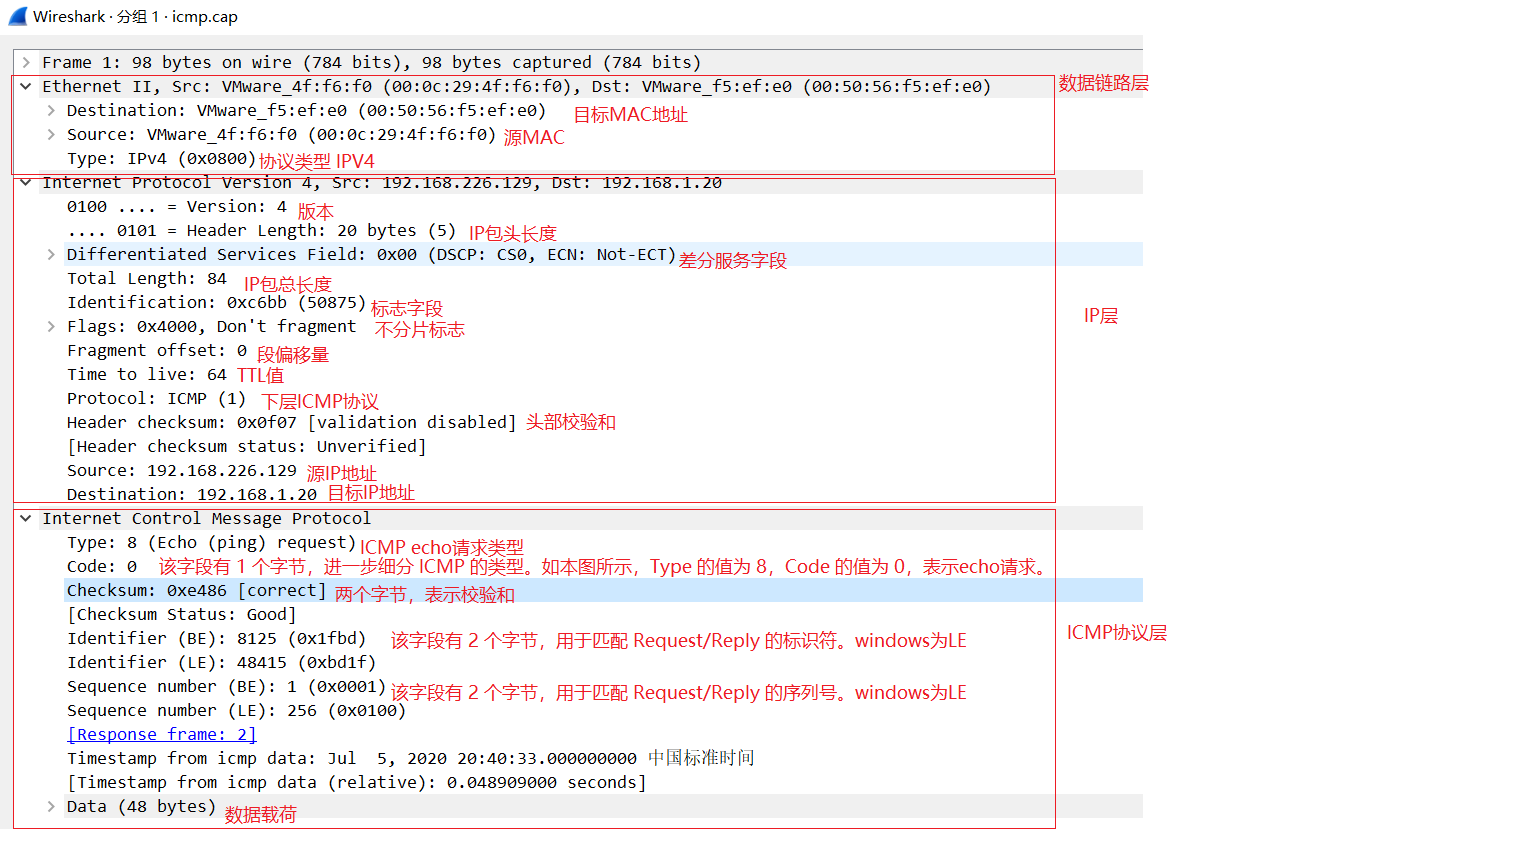 Wireshark · 分组 1 · icmp.cap
Frame 1: 98 bytes on wire (784 bits), 98 bytes captured (784 bits)
Ethernet II, Src: VMware_4f:f6:f0 (00:0c:29:4f:f6:f0), Dst: VMware_f5:ef:e0 (00:50:56:f5:ef:e0) 数据链路层
Destination: VMware_f5:ef:e0 (00:50:56:f5:ef:e0) 目标MAC地址
Source: VMware_4f:f6:f0 (00:0c:29:4f:f6:f0) 源MAC
Type: IPv4 (0x0800) 协议类型 IPV4
Internet Protocol Version 4, Src: 192.168.226.129, Dst: 192.168.1.20
0100 .... = Version: 4 版本
.... 0101 = Header Length: 20 bytes (5) IP包头长度
Differentiated Services Field: 0x00 (DSCP: CS0, ECN: Not-ECT) 差分服务字段
Total Length: 84 IP包总长度
Identification: 0xc6bb (50875) 标志字段
IP层
Flags: 0x4000, Don't fragment 不分片标志
Fragment offset: 0 段偏移量
Time to live: 64 TTL值
Protocol: ICMP (1) 下层ICMP协议
Header checksum: 0x0f07 [validation disabled] 头部校验和
[Header checksum status: Unverified]
Source: 192.168.226.129 源IP地址
Destination: 192.168.1.20 目标IP地址
Internet Control Message Protocol
Type: 8 (Echo (ping) request) ICMP echo请求类型
Code: 0 该字段有 1 个字节，进一步细分 ICMP 的类型。如本图所示，Type 的值为 8，Code 的值为 0，表示echo请求。
Checksum: 0xe486 [correct] 两个字节，表示校验和
[Checksum Status: Good]
Identifier (BE): 8125 (0x1fbd) 该字段有 2 个字节，用于匹配 Request/Reply 的标识符。windows为LE ICMP协议层
Identifier (LE): 48415 (0xbd1f)
Sequence number (BE): 1 (0x0001) 该字段有 2 个字节，用于匹配 Request/Reply 的序列号。windows为LE
Sequence number (LE): 256 (0x0100)
[Response frame: 2]
Timestamp from icmp data: Jul  5, 2020 20:40:33.000000000 中国标准时间
[Timestamp from icmp data (relative): 0.048909000 seconds]
Data (48 bytes) 数据载荷